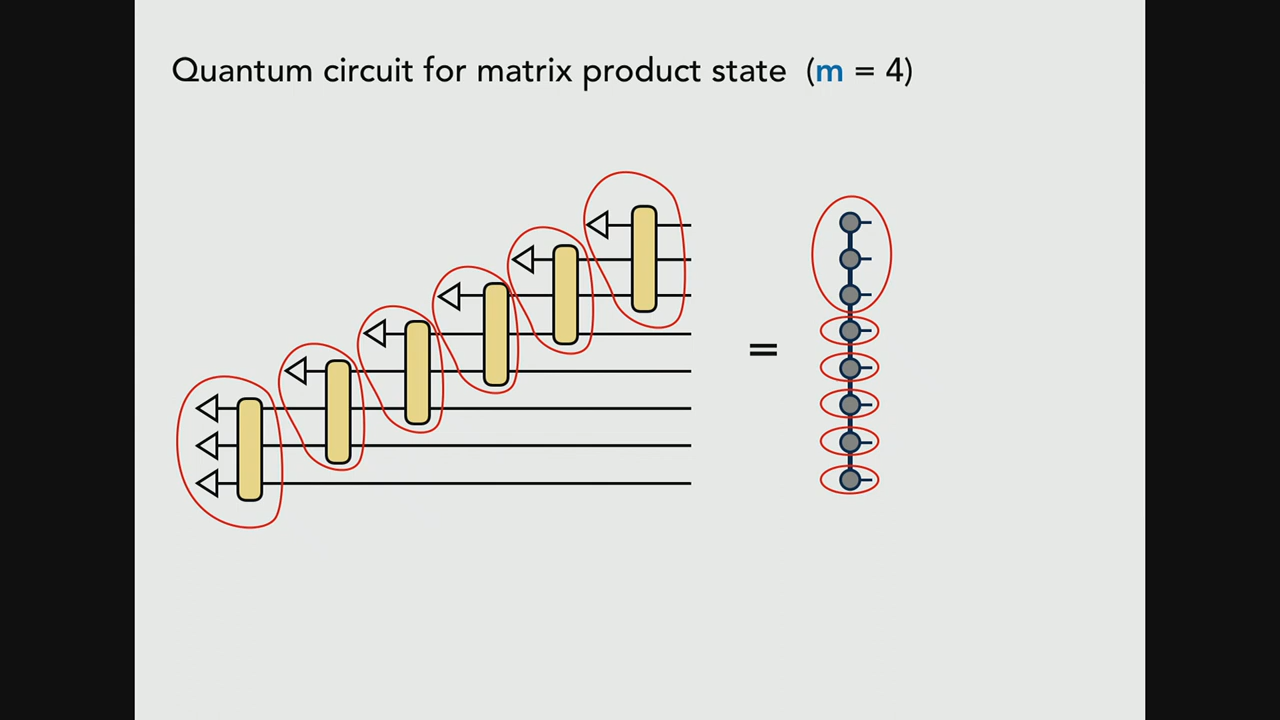 Quantum circuit for matrix product state (m = 4)
=